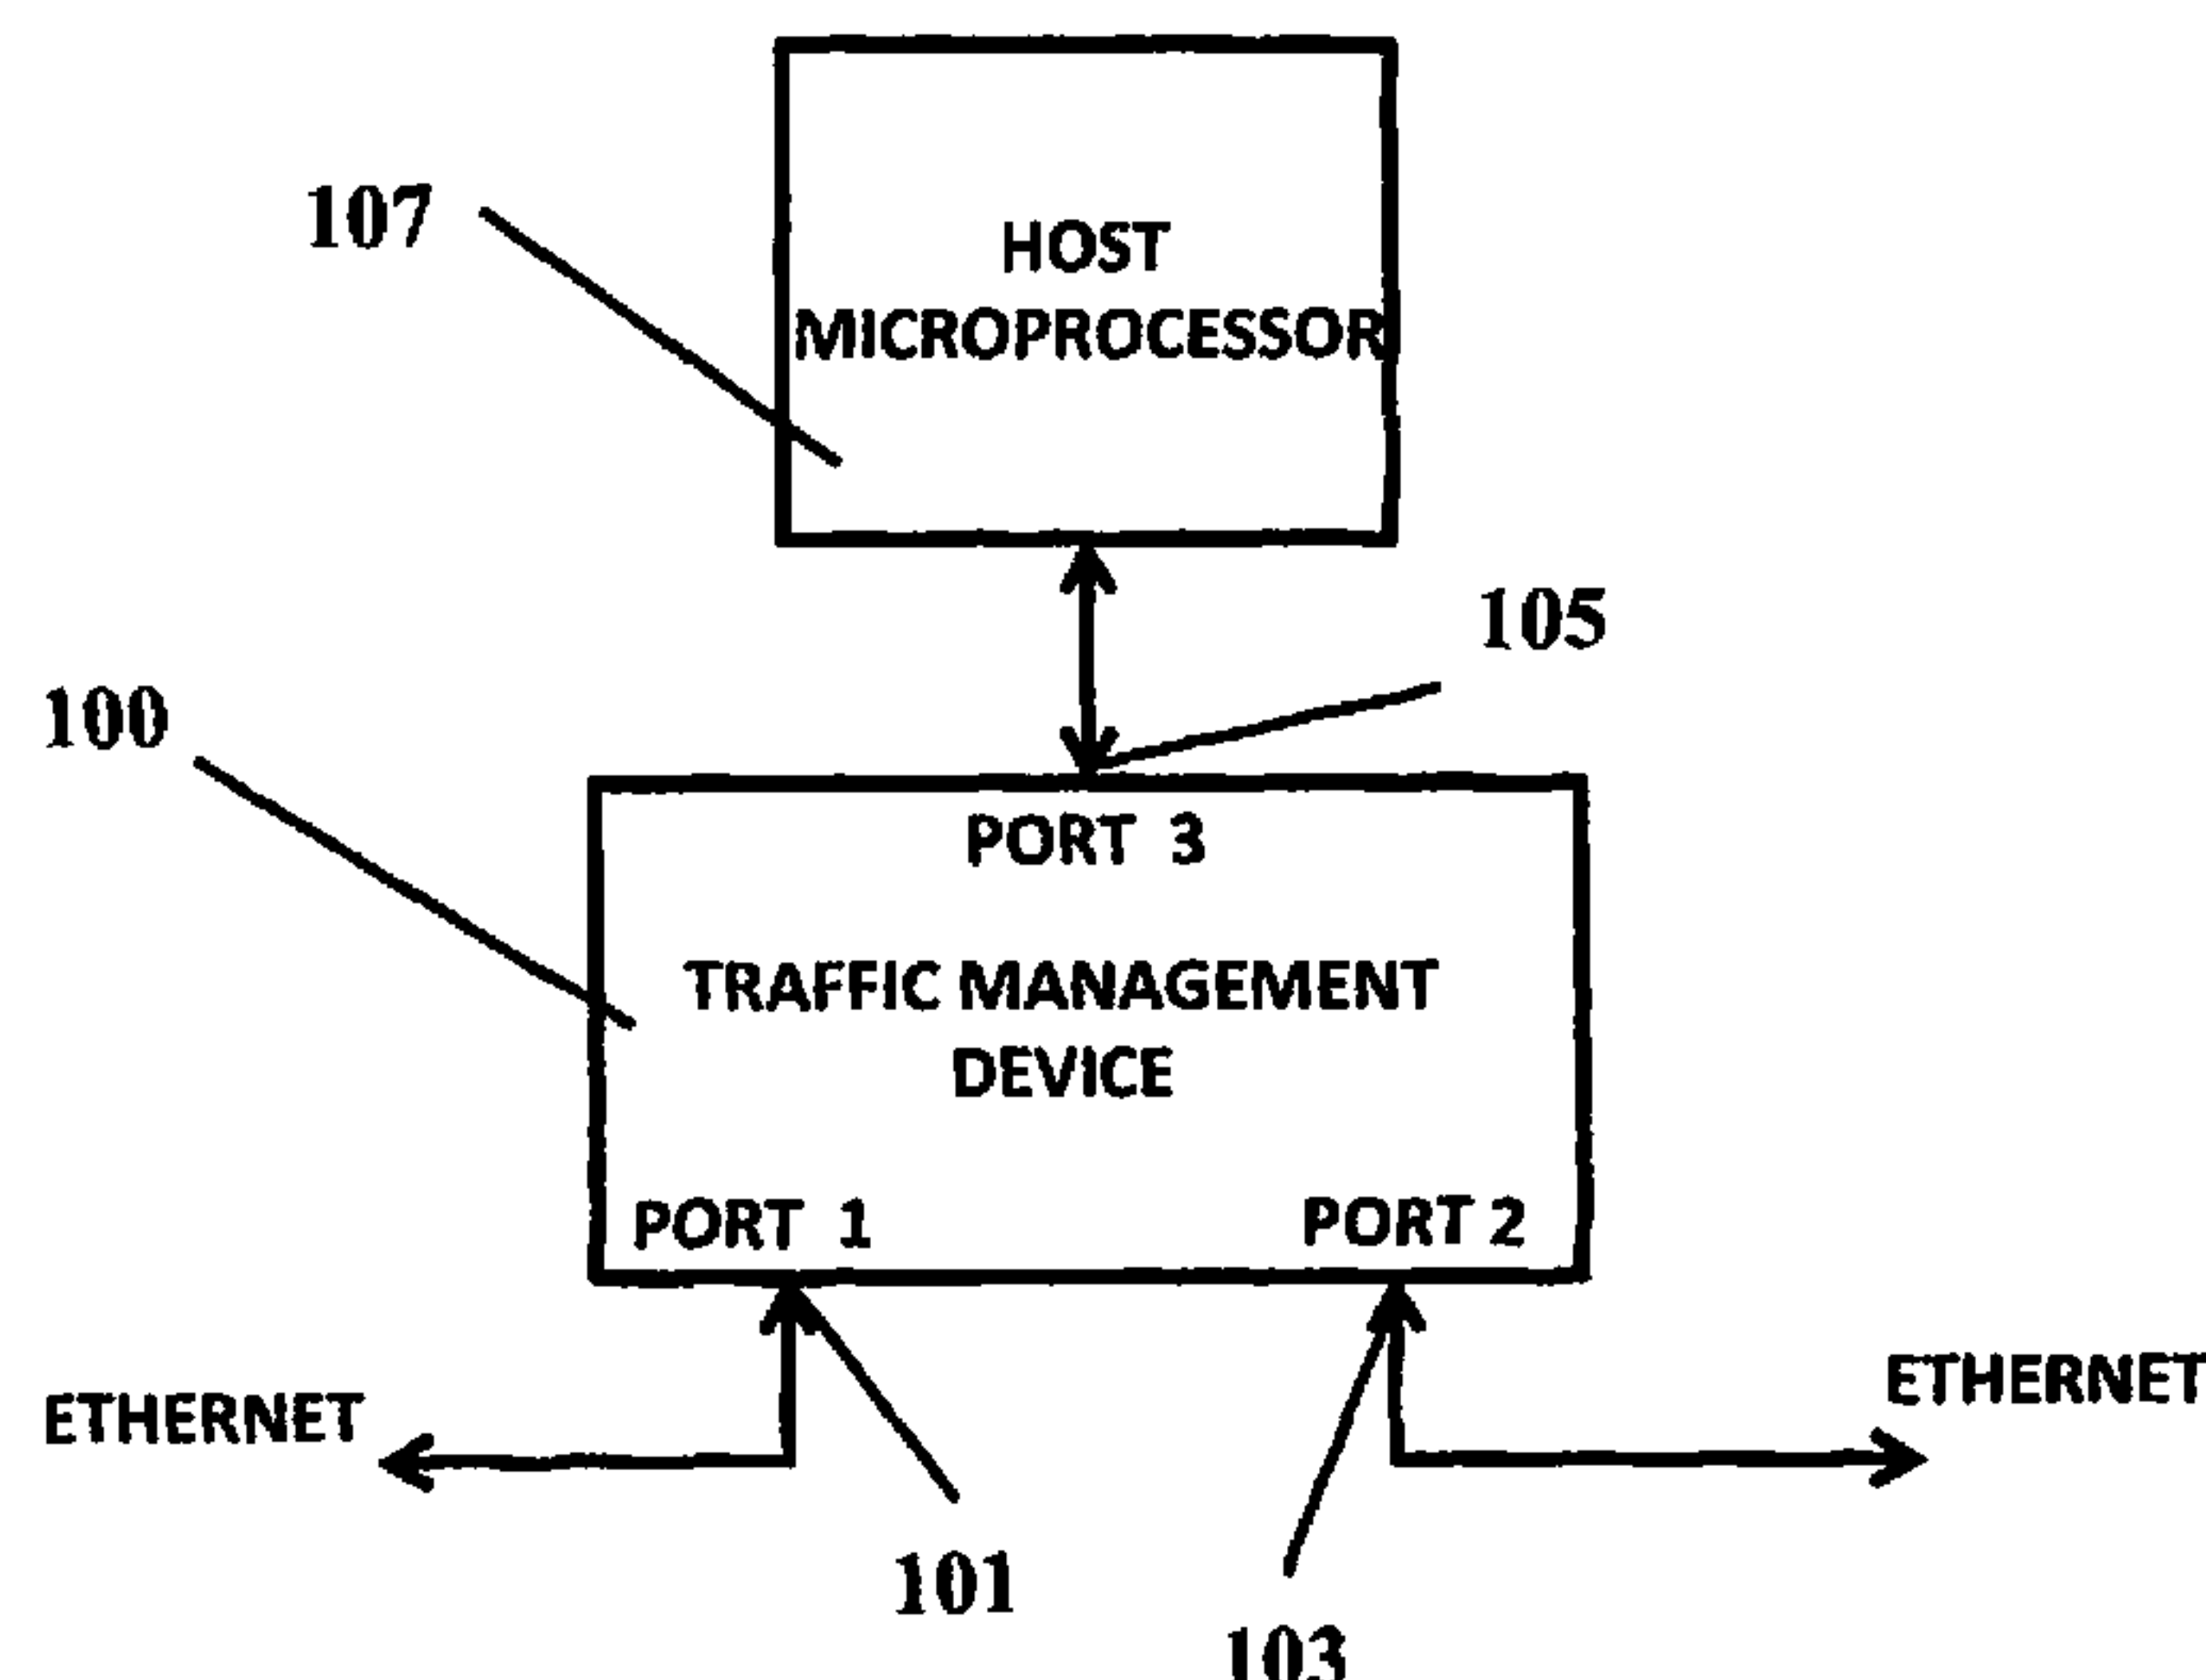 107
HOST
MICROPROCESSOR
105
100
PORT 3
TRAFFIC MANAGEMENT
DEVICE
PORT 1
PORT 2
ETHERNET
ETHERNET
101
103